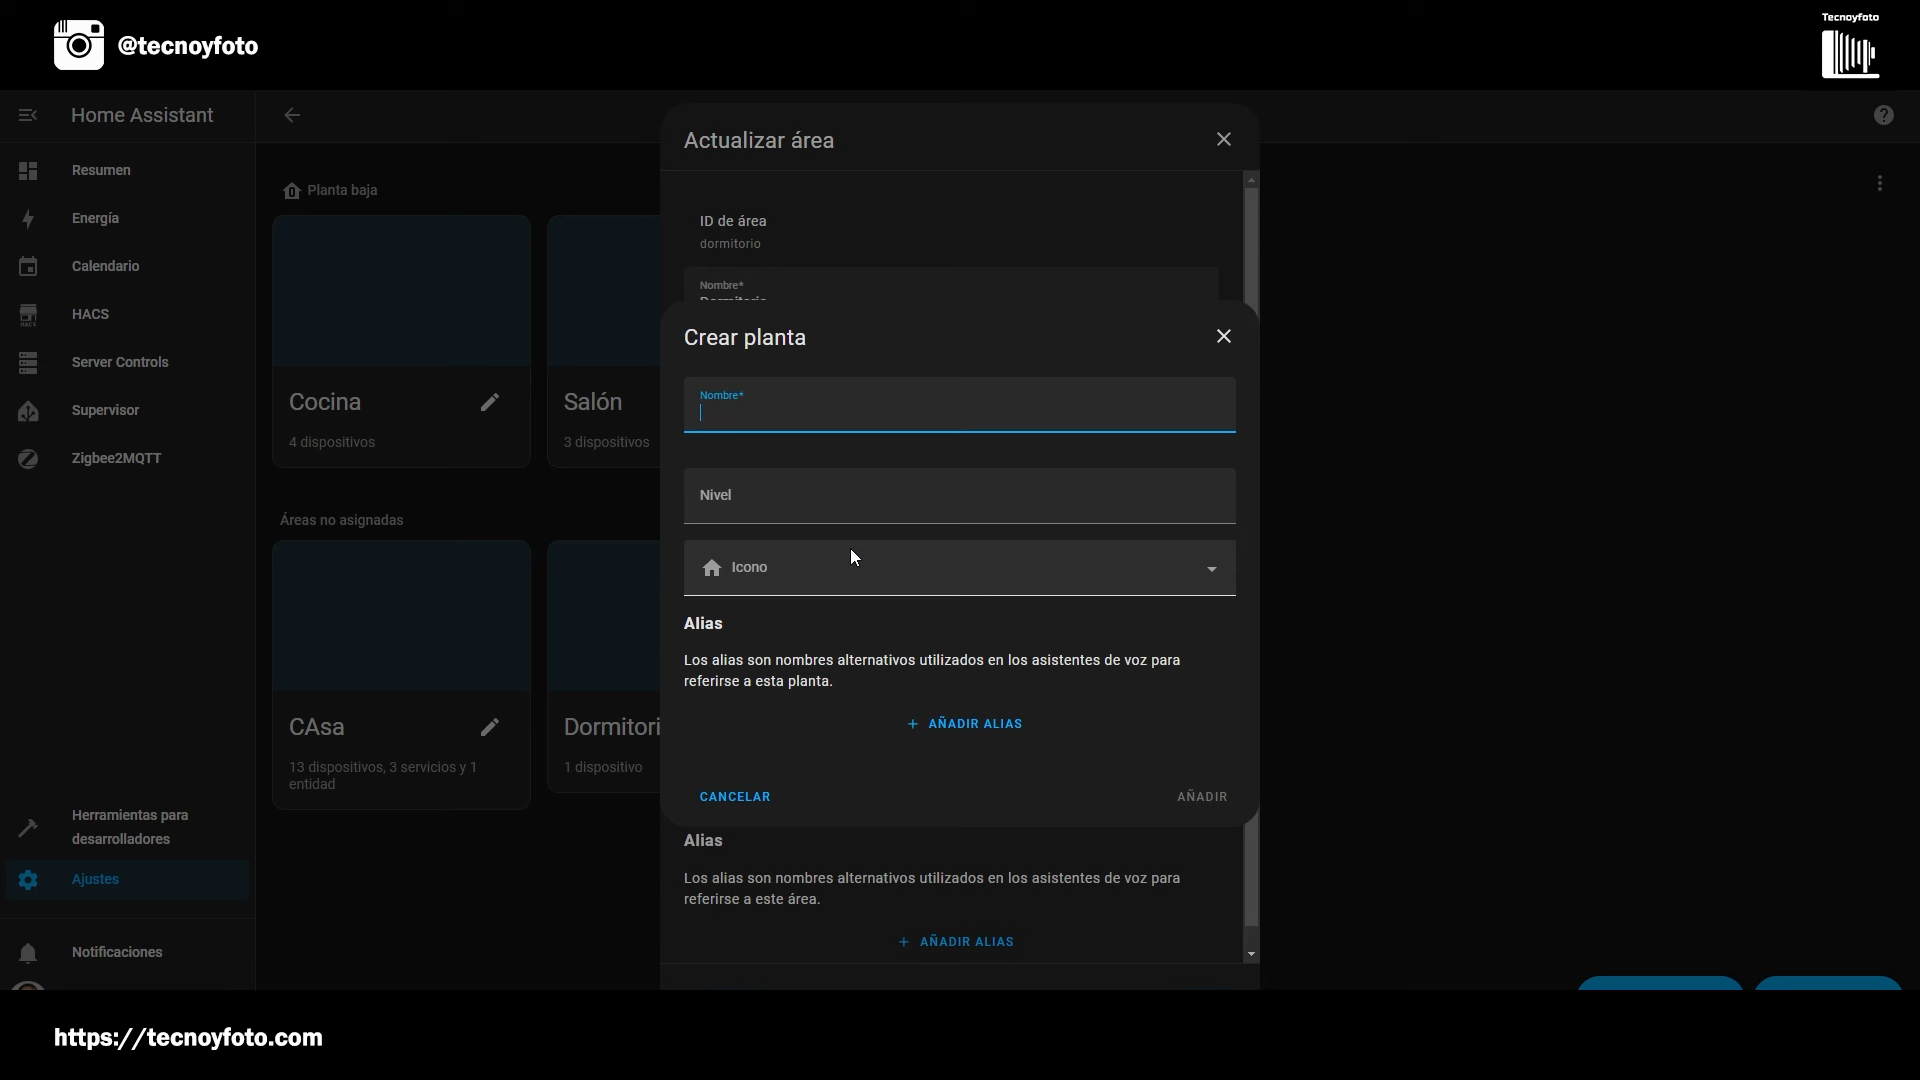 @tecnoyfoto
Tecnoyfoto
Home Assistant
Resumen
Energía
Calendario
HACS
HACS
Server Controls
Supervisor
Zigbee2MQTT
Herramientas para
desarrolladores
Ajustes
Notificaciones
Planta baja
Cocina
4 dispositivos
Salón
3 dispositivos
Áreas no asignadas
CAsa
13 dispositivos, 3 servicios y 1
entidad
Dormitori
1 dispositivo
Actualizar área
ID de área
dormitorio
Nombre*
Dormitorio
Crear planta
Nombre*
Nivel
Icono
Alias
Los alias son nombres alternativos utilizados en los asistentes de voz para
referirse a esta planta.
+ AÑADIR ALIAS
CANCELAR
AÑADIR
Alias
Los alias son nombres alternativos utilizados en los asistentes de voz para
referirse a este área.
+ AÑADIR ALIAS
https://tecnoyfoto.com